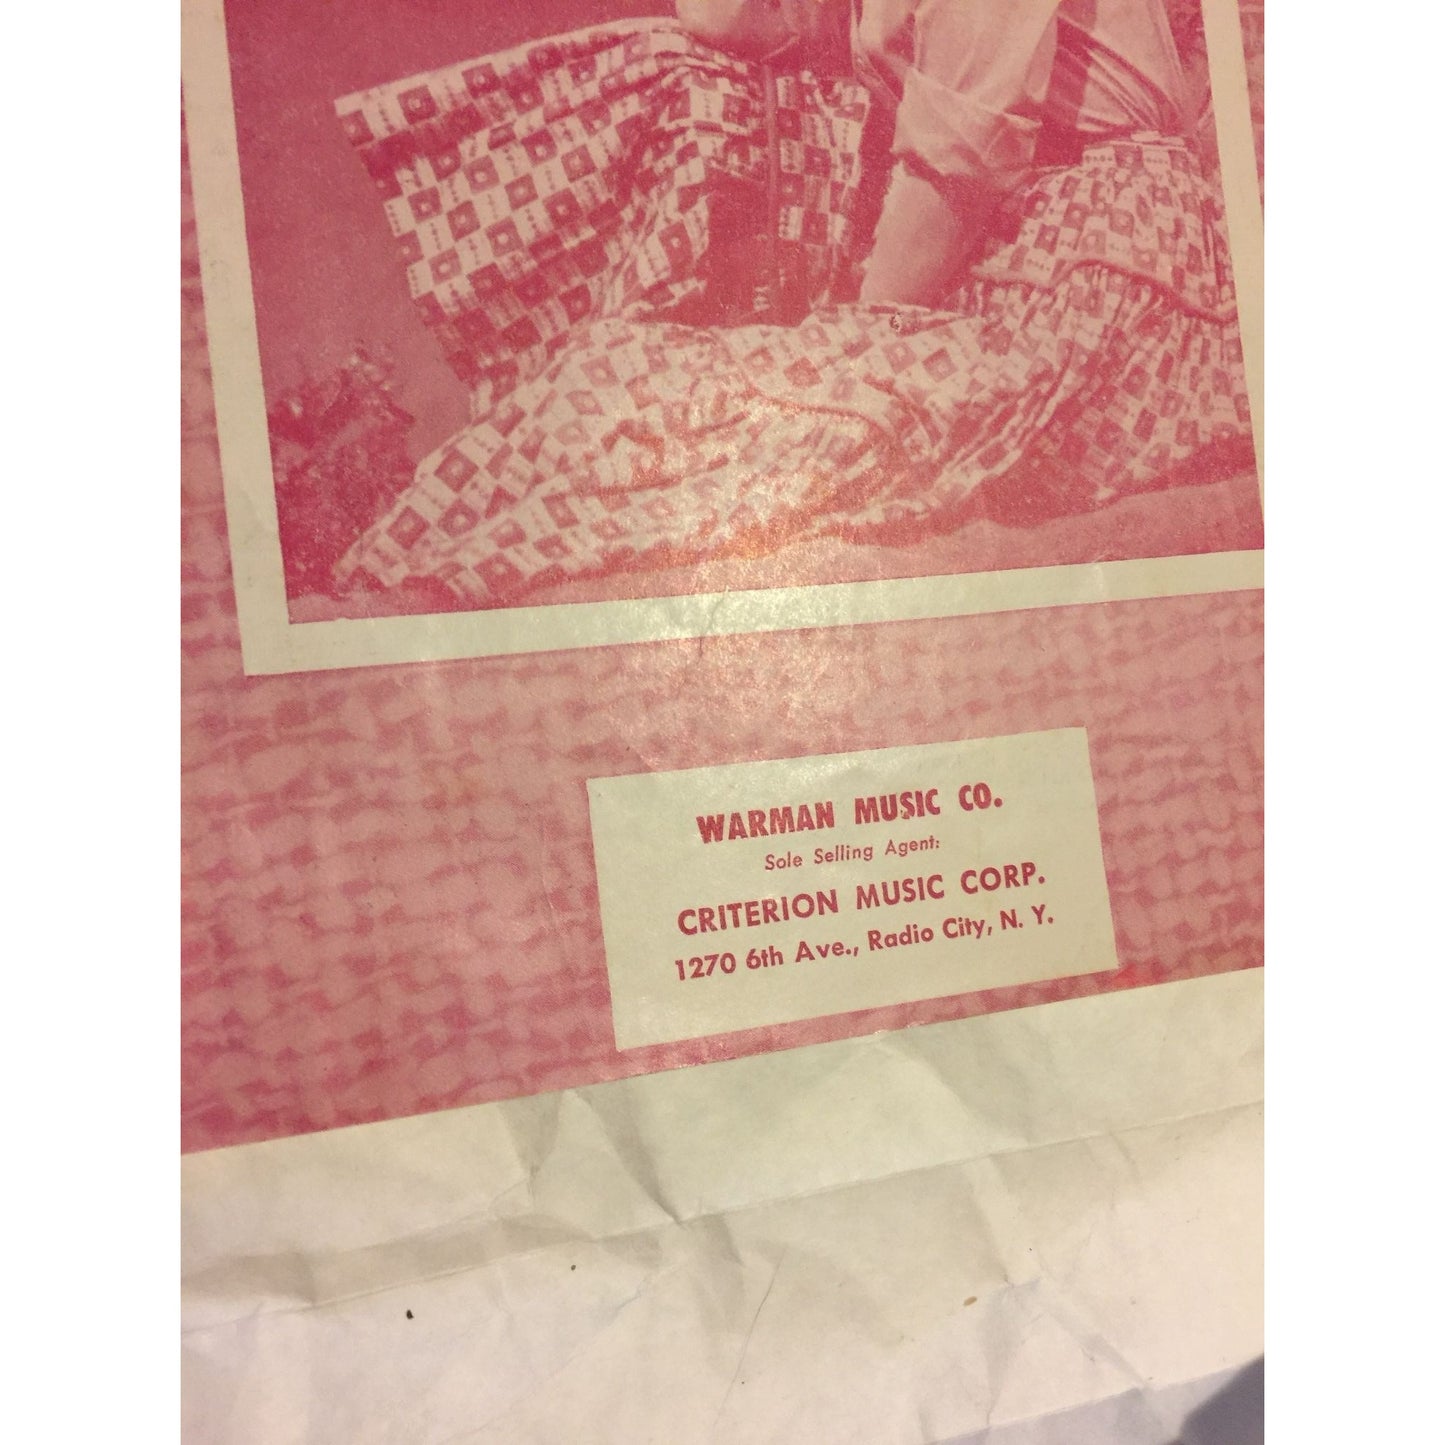 WARMAN MUSIC CO.
Sole Selling Agent:
CRITERION MUSIC CORP.
1270 6th Ave., Radio City, N. Y.